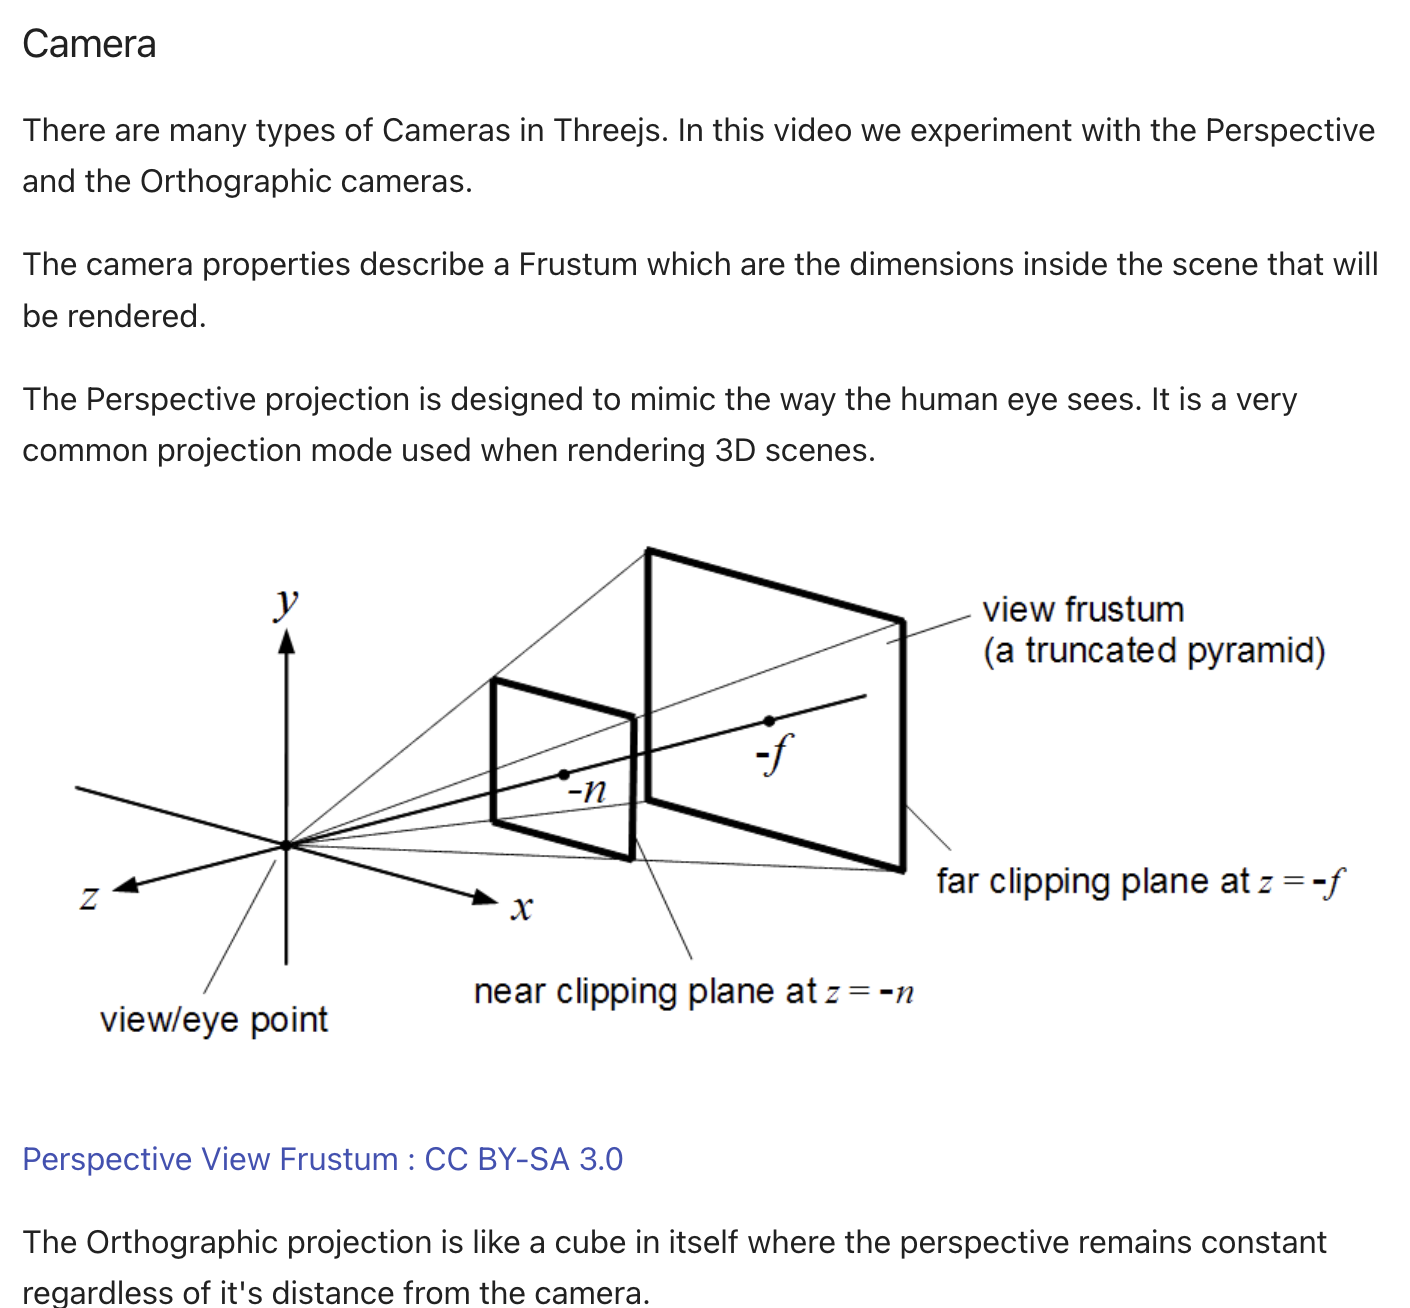 Camera
There are many types of Cameras in Threejs. In this video we experiment with the Perspective
and the Orthographic cameras.
The camera properties describe a Frustum which are the dimensions inside the scene that will
be rendered.
The Perspective projection is designed to mimic the way the human eye sees. It is a very
common projection mode used when rendering 3D scenes.
y
view frustum
(a truncated pyramid)
-f
-n
z
x
far clipping plane at z = -f
near clipping plane at z = -n
view/eye point
Perspective View Frustum : CC BY-SA 3.0
The Orthographic projection is like a cube in itself where the perspective remains constant
regardless of it's distance from the camera.